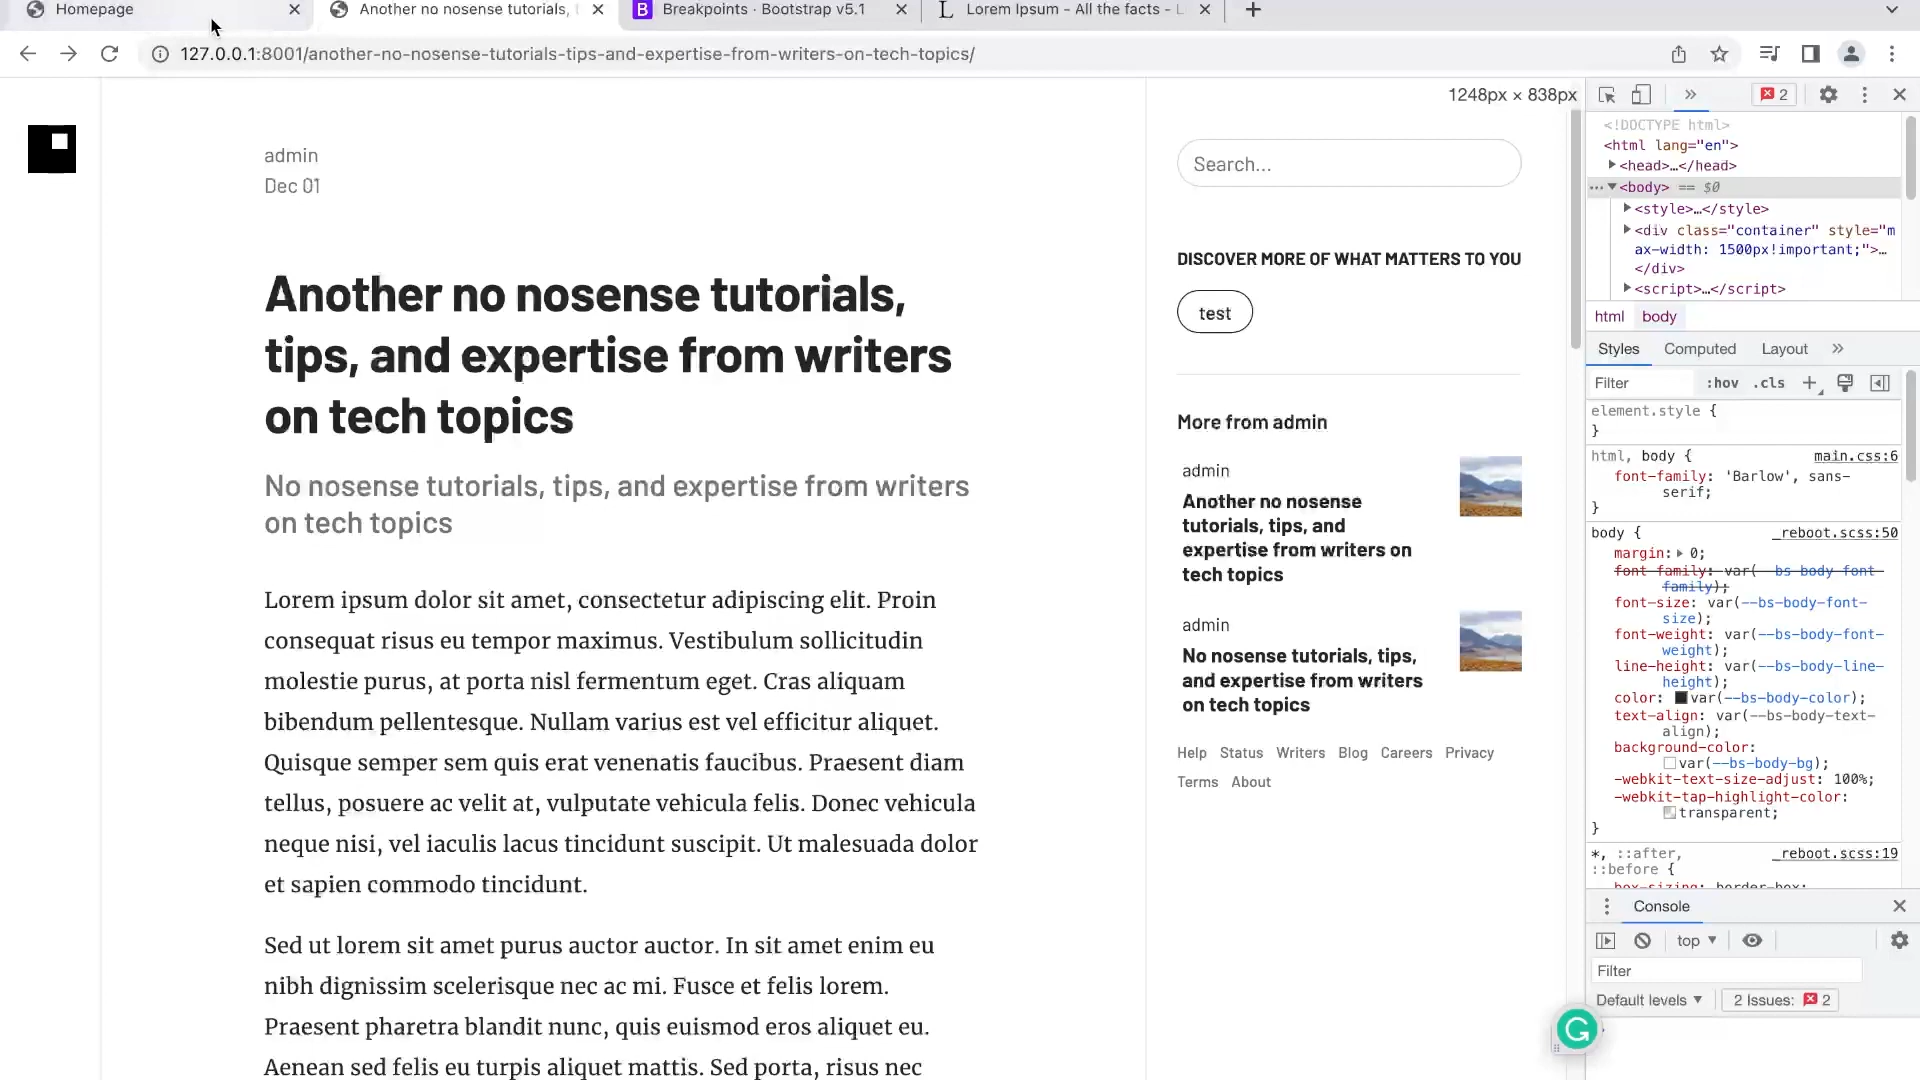 Homepage
Another no nosense tutorials, t
B Breakpoints · Bootstrap v5.1
L Lorem Ipsum - All the facts - L
127.0.0.1:8001/another-no-nosense-tutorials-tips-and-expertise-from-writers-on-tech-topics/
1248px × 838px
admin
Dec 01
Another no nosense tutorials,
tips, and expertise from writers
on tech topics
No nosense tutorials, tips, and expertise from writers
on tech topics
Lorem ipsum dolor sit amet, consectetur adipiscing elit. Proin
consequat risus eu tempor maximus. Vestibulum sollicitudin
molestie purus, at porta nisl fermentum eget. Cras aliquam
bibendum pellentesque. Nullam varius est vel efficitur aliquet.
Quisque semper sem quis erat venenatis faucibus. Praesent diam
tellus, posuere ac velit at, vulputate vehicula felis. Donec vehicula
neque nisi, vel iaculis lacus tincidunt suscipit. Ut malesuada dolor
et sapien commodo tincidunt.
Sed ut lorem sit amet purus auctor auctor. In sit amet enim eu
nibh dignissim scelerisque nec ac mi. Fusce et felis lorem.
Praesent pharetra blandit nunc, quis euismod eros aliquet eu.
Aenean sed felis eu turpis aliquet mattis. Sed porta, risus nec
Search...
DISCOVER MORE OF WHAT MATTERS TO YOU
test
More from admin
admin
Another no nosense
tutorials, tips, and
expertise from writers on
tech topics
admin
No nosense tutorials, tips,
and expertise from writers
on tech topics
Help Status Writers Blog Careers Privacy
Terms About
» 2
<!DOCTYPE html>
<html lang="en">
<head>…</head>
<body> == $0
<style>…</style>
<div class="container" style="m
ax-width: 1500px!important;">…
</div>
<script>…</script>
html body
Styles Computed Layout »
Filter :hov .cls +
element.style {
}
html, body { main.css:6
font-family: 'Barlow', sans-
serif;
}
body { _reboot.scss:50
margin: 0;
font-family: var(--bs-body-font-
family);
font-size: var(--bs-body-font-
size);
font-weight: var(--bs-body-font-
weight);
line-height: var(--bs-body-line-
height);
color: var(--bs-body-color);
text-align: var(--bs-body-text-
align);
background-color:
var(--bs-body-bg);
-webkit-text-size-adjust: 100%;
-webkit-tap-highlight-color:
transparent;
}
*, ::after, _reboot.scss:19
::before {
box-sizing: border-box;
Console
top
Filter
Default levels 2 Issues: 2
G